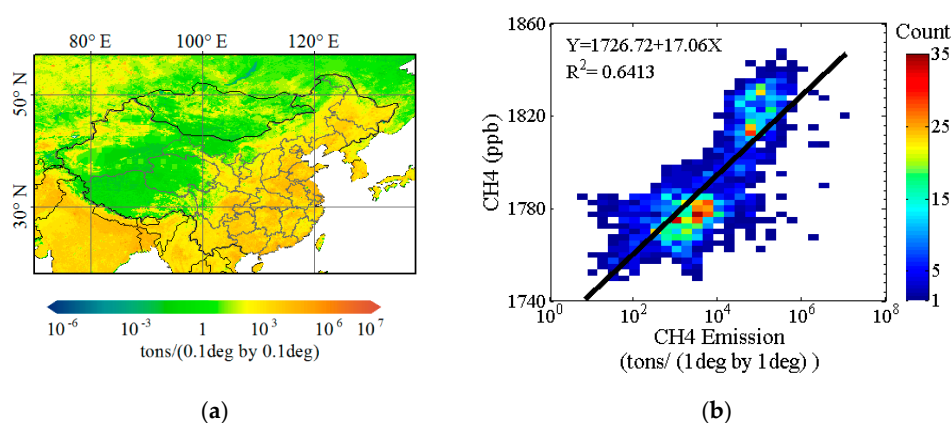 80° E 100° E 120° E
50° N
30° N
10⁻⁶ 10⁻³ 1 10³ 10⁶ 10⁷
tons/(0.1deg by 0.1deg)
(a)
1860
1820
1780
1740
CH4 (ppb)
Y=1726.72+17.06X
R²= 0.6413
10⁰ 10² 10⁴ 10⁶ 10⁸
CH4 Emission
(tons/ (1deg by 1deg) )
Count
35
25
15
5
1
(b)